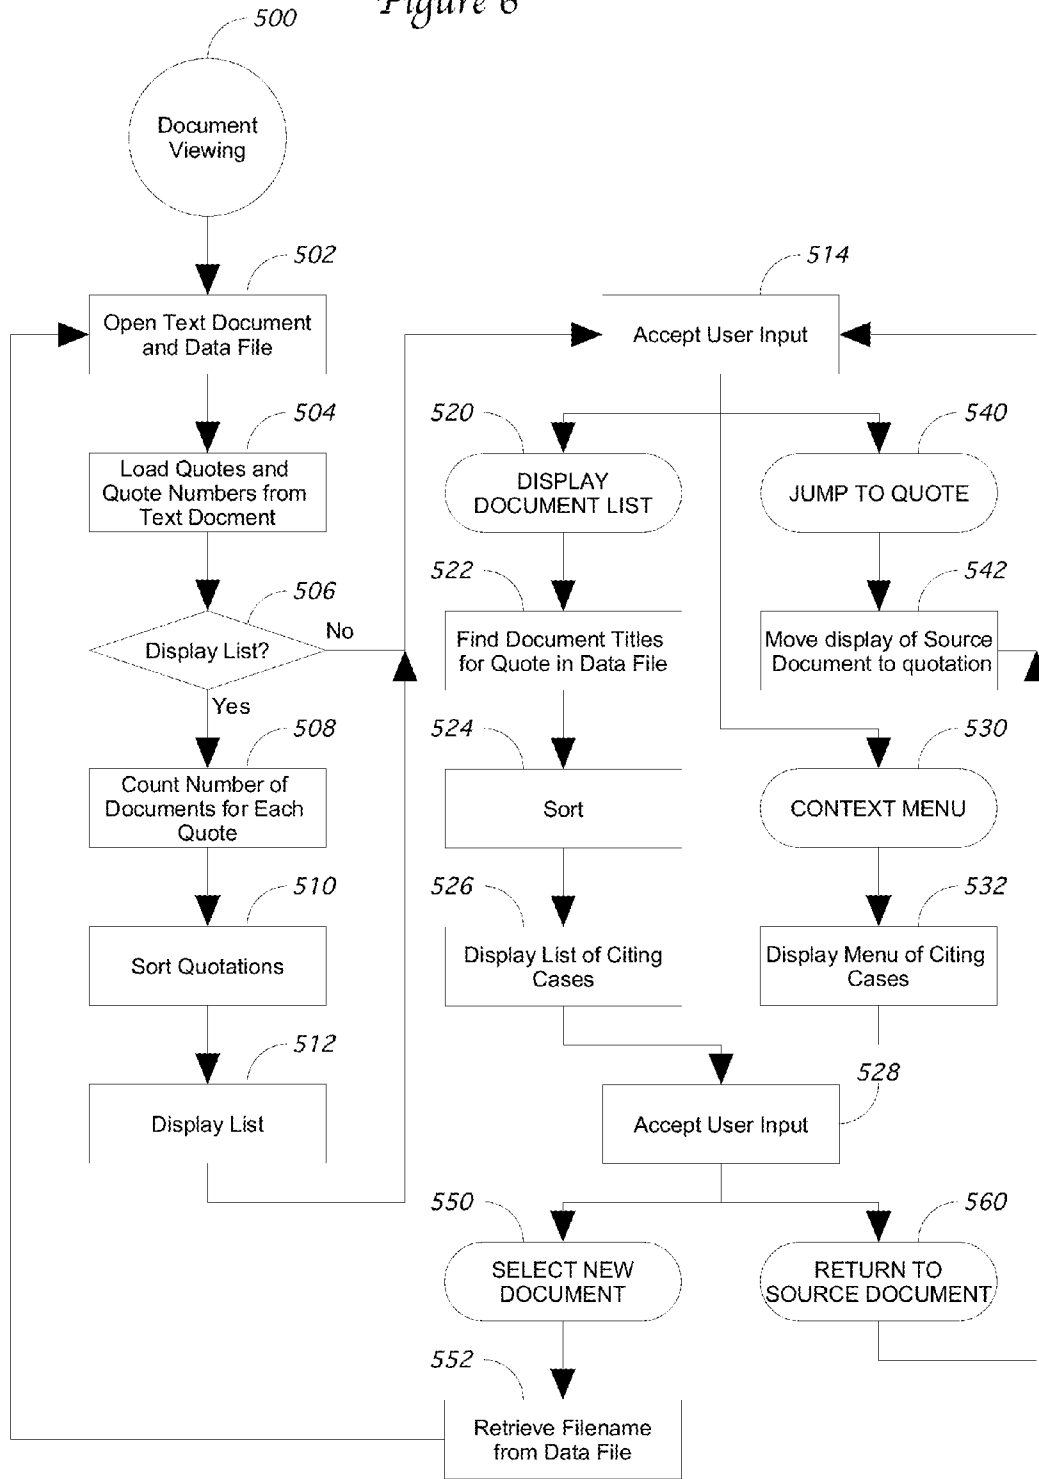 Figure 6
500
Document
Viewing
502
Open Text Document
and Data File
504
Load Quotes and
Quote Numbers from
Text Docment
506
Display List?
No
Yes
508
Count Number of
Documents for Each
Quote
510
Sort Quotations
512
Display List
514
Accept User Input
520
DISPLAY
DOCUMENT LIST
522
Find Document Titles
for Quote in Data File
524
Sort
526
Display List of Citing
Cases
540
JUMP TO QUOTE
542
Move display of Source
Document to quotation
530
CONTEXT MENU
532
Display Menu of Citing
Cases
528
Accept User Input
550
SELECT NEW
DOCUMENT
552
Retrieve Filename
from Data File
560
RETURN TO
SOURCE DOCUMENT